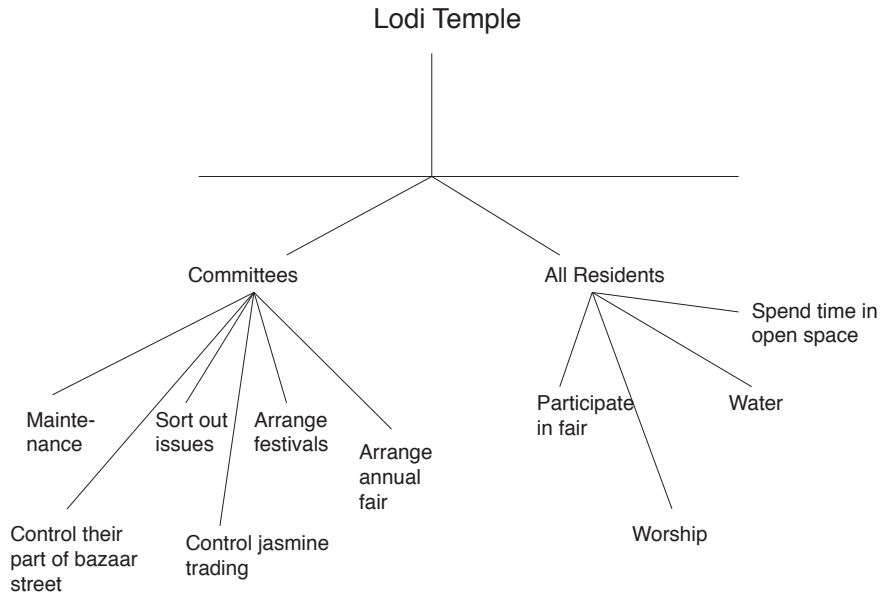 Lodi Temple
Committees
All Residents
Spend time in
open space
Mainte-
nance
Sort out
issues
Arrange
festivals
Arrange
annual
fair
Participate
in fair
Water
Control their
part of bazaar
street
Control jasmine
trading
Worship